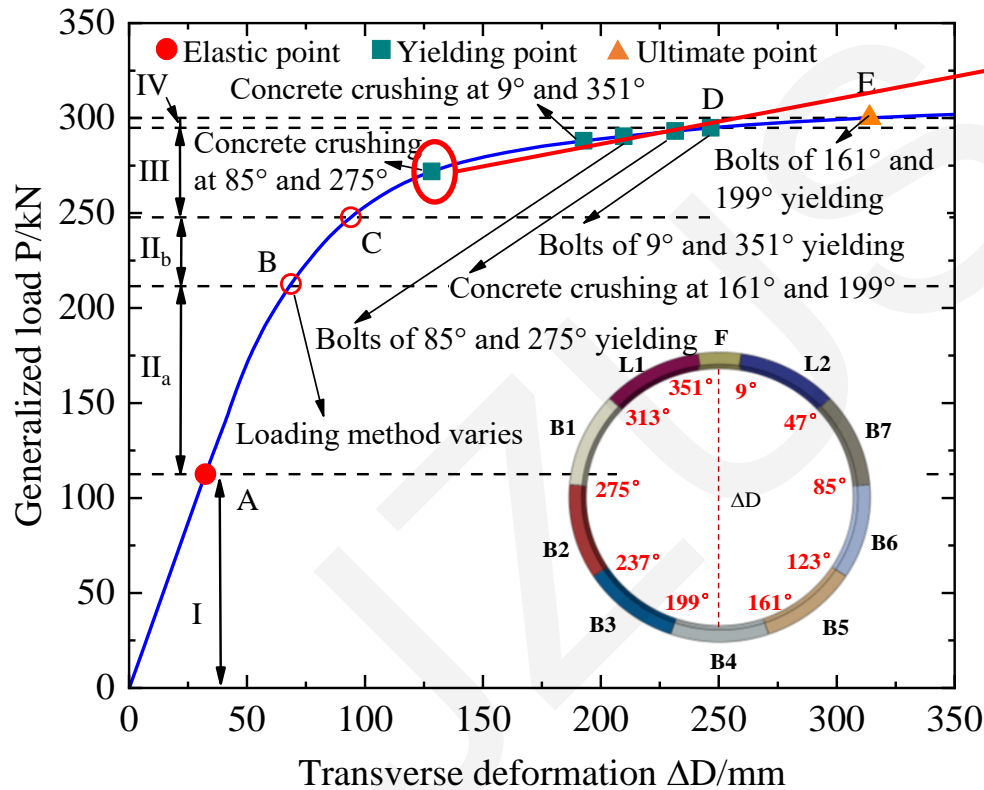 Elastic point
Yielding point
Ultimate point
Concrete crushing at 9° and 351°
Concrete crushing
at 85° and 275°
D
E
Bolts of 161° and
199° yielding
Bolts of 9° and 351° yielding
Concrete crushing at 161° and 199°
Bolts of 85° and 275° yielding
Loading method varies
A
B
C
I
IIa
IIb
III
IV
Generalized load P/kN
350
300
250
200
150
100
50
0
0
50
100
150
200
250
300
350
Transverse deformation ΔD/mm
F
L1
L2
B1
B7
B2
B6
B3
B5
B4
351°
9°
313°
47°
275°
85°
237°
123°
199°
161°
ΔD
JZUS